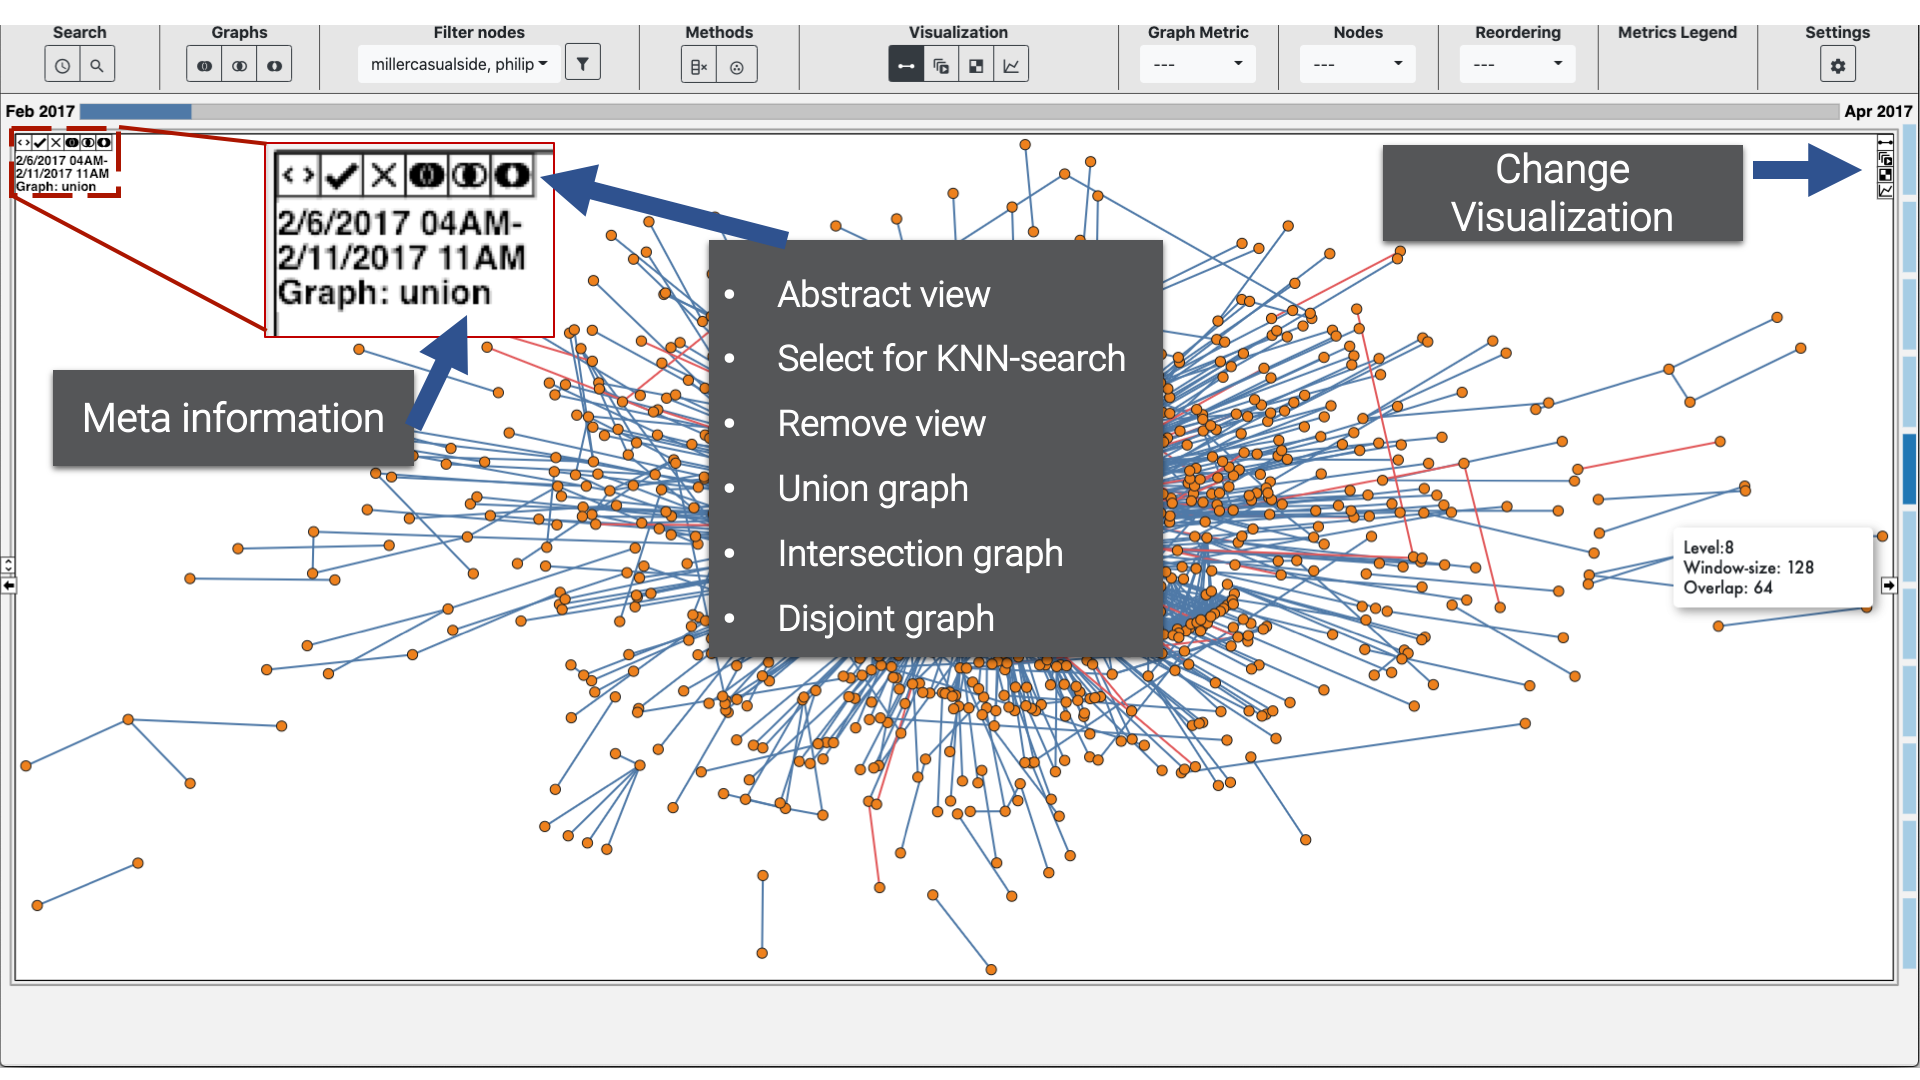 Search
Graphs
Filter nodes
Methods
Visualization
Graph Metric
Nodes
Reordering
Metrics Legend
Settings
millercasualside, philip
---
---
---
Feb 2017
Apr 2017
2/6/2017 04AM-
2/11/2017 11AM
Graph: union
2/6/2017 04AM-
2/11/2017 11AM
Graph: union
Change
Visualization
Meta information
• Abstract view
• Select for KNN-search
• Remove view
• Union graph
• Intersection graph
• Disjoint graph
Level:8
Window-size: 128
Overlap: 64